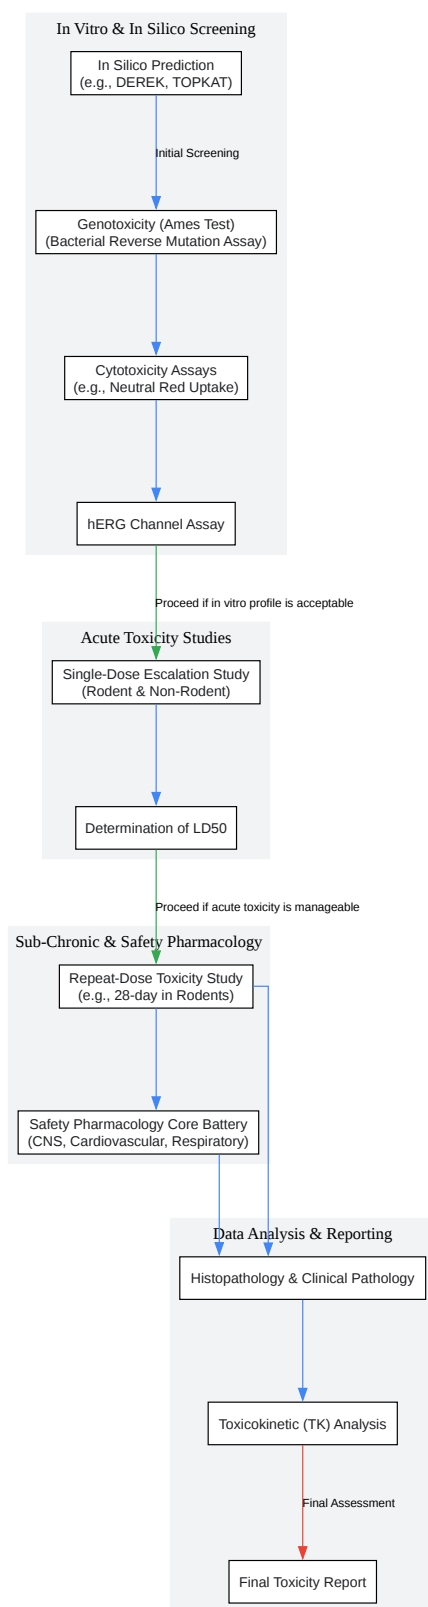 In Vitro & In Silico Screening
In Silico Prediction
(e.g., DEREK, TOPKAT)
Initial Screening
Genotoxicity (Ames Test)
(Bacterial Reverse Mutation Assay)
Cytotoxicity Assays
(e.g., Neutral Red Uptake)
hERG Channel Assay
Proceed if in vitro profile is acceptable
Acute Toxicity Studies
Single-Dose Escalation Study
(Rodent & Non-Rodent)
Determination of LD50
Proceed if acute toxicity is manageable
Sub-Chronic & Safety Pharmacology
Repeat-Dose Toxicity Study
(e.g., 28-day in Rodents)
Safety Pharmacology Core Battery
(CNS, Cardiovascular, Respiratory)
Data Analysis & Reporting
Histopathology & Clinical Pathology
Toxicokinetic (TK) Analysis
Final Assessment
Final Toxicity Report